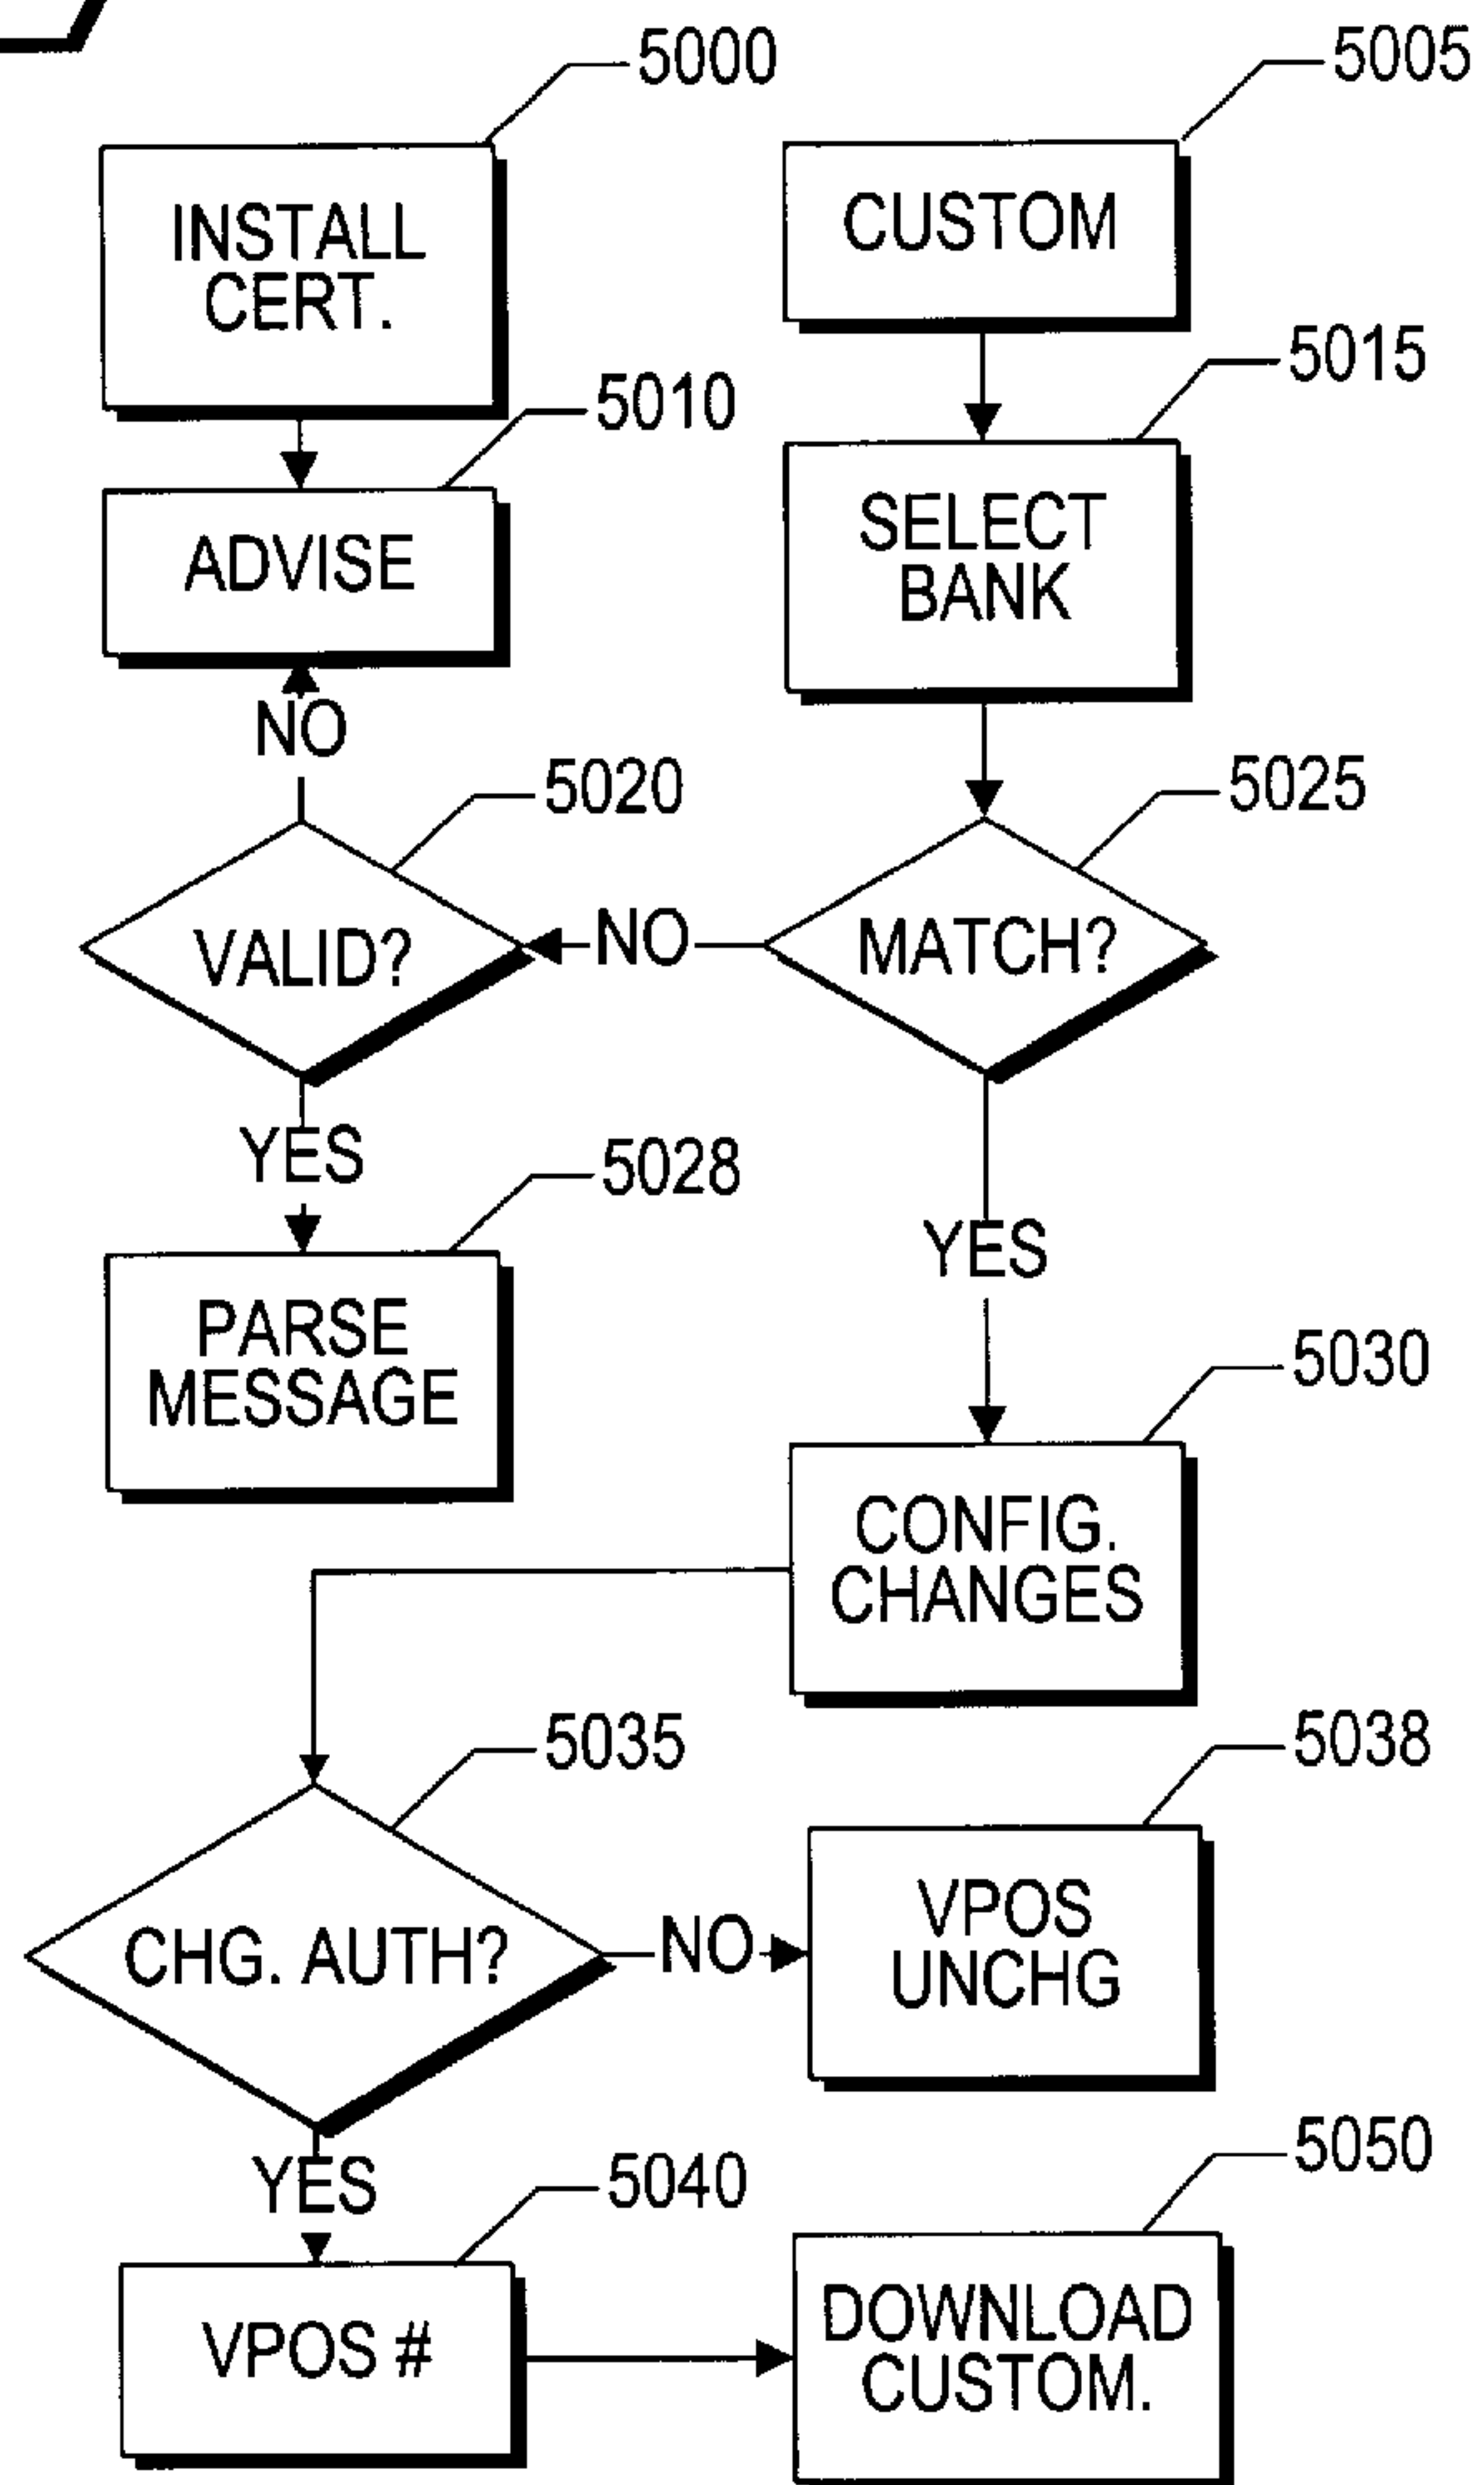 5000
5005
INSTALL
CERT.
CUSTOM
5010
5015
ADVISE
SELECT
BANK
NO
5020
5025
VALID?
NO
MATCH?
YES
5028
YES
PARSE
MESSAGE
5030
CONFIG.
CHANGES
5035
5038
CHG. AUTH?
NO
VPOS
UNCHG
YES
5040
5050
VPOS #
DOWNLOAD
CUSTOM.